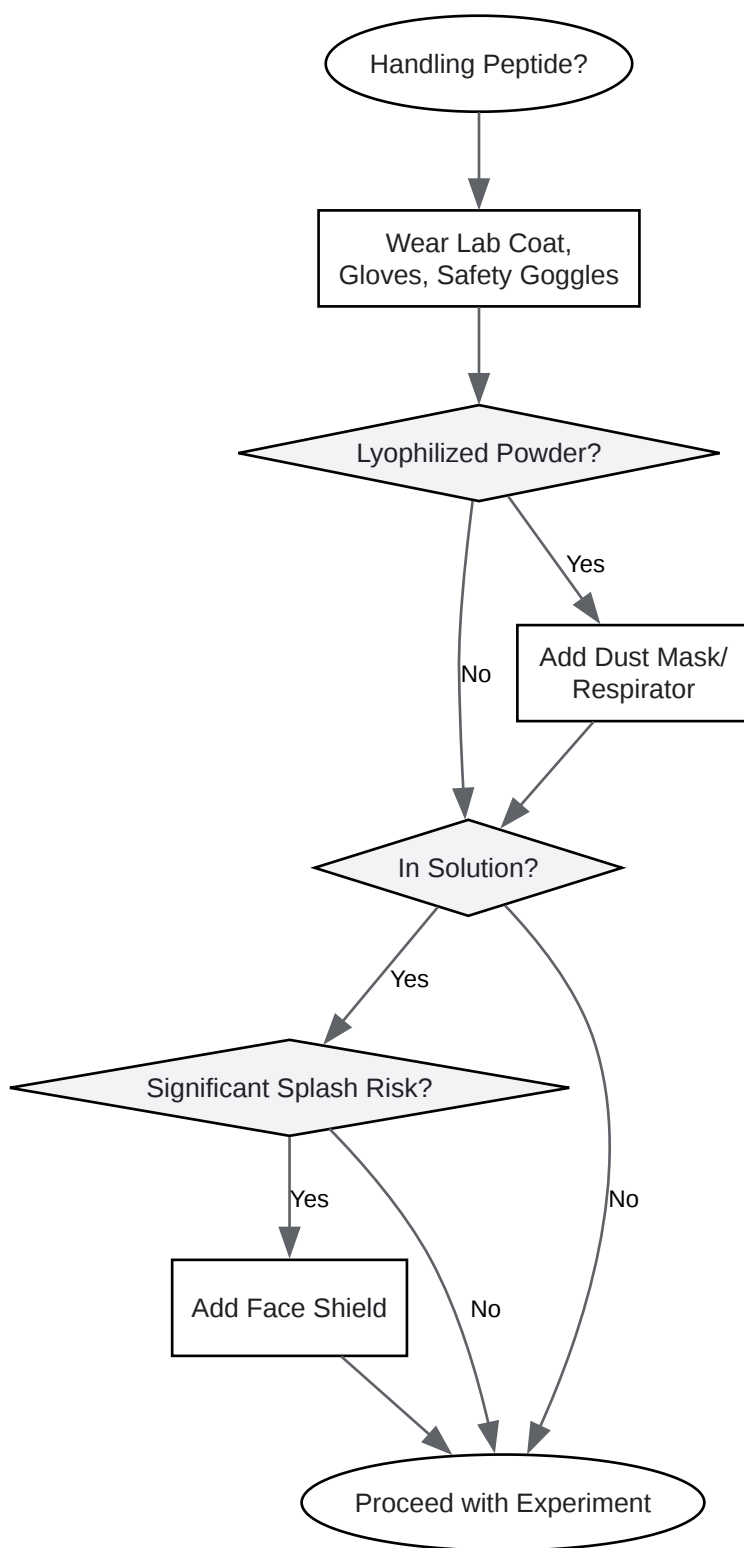 Handling Peptide?
Wear Lab Coat,
Gloves, Safety Goggles
Lyophilized Powder?
Yes
Add Dust Mask/
Respirator
No
In Solution?
Yes
Significant Splash Risk?
Yes
No
Add Face Shield
No
Proceed with Experiment